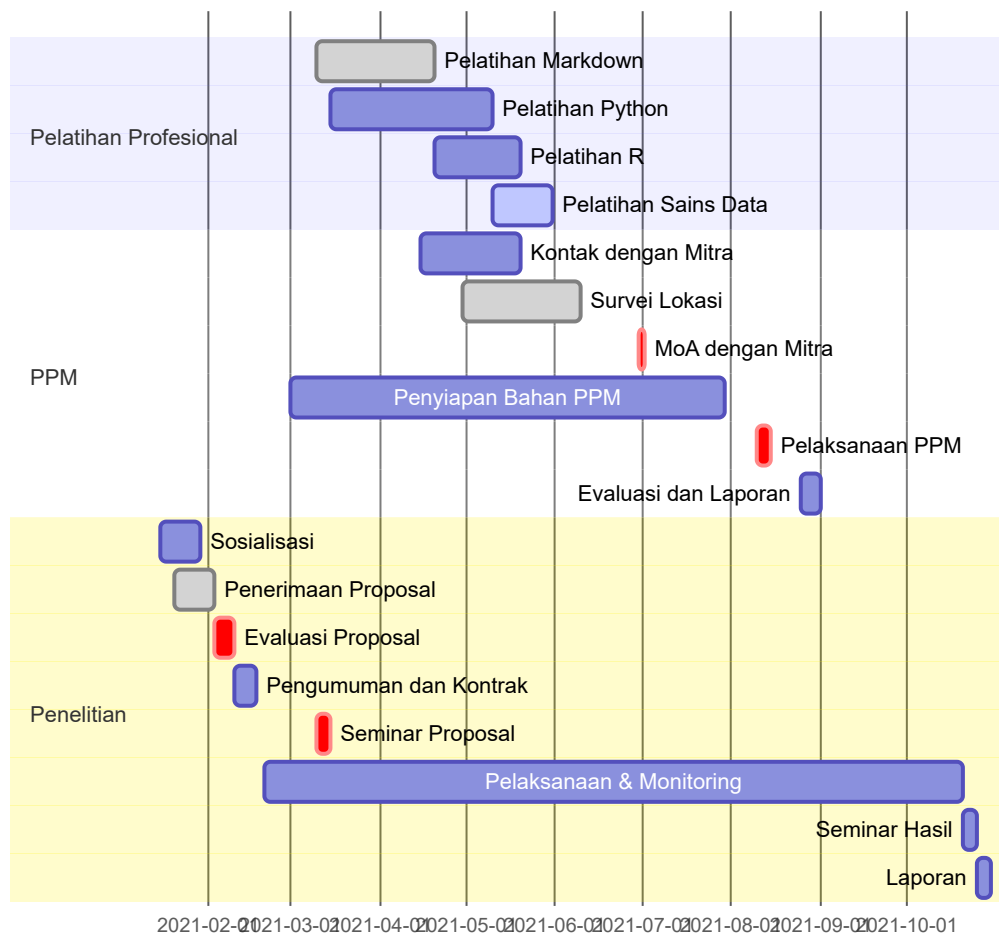 Pelatihan Markdown
Pelatihan Python
Pelatihan Profesional
Pelatihan R
Pelatihan Sains Data
Kontak dengan Mitra
Survei Lokasi
MoA dengan Mitra
PPM
Penyiapan Bahan PPM
Pelaksanaan PPM
Evaluasi dan Laporan
Sosialisasi
Penerimaan Proposal
Evaluasi Proposal
Pengumuman dan Kontrak
Penelitian
Seminar Proposal
Pelaksanaan & Monitoring
Seminar Hasil
Laporan
2021-02-01 2021-03-01 2021-04-01 2021-05-01 2021-06-01 2021-07-01 2021-08-01 2021-09-01 2021-10-01